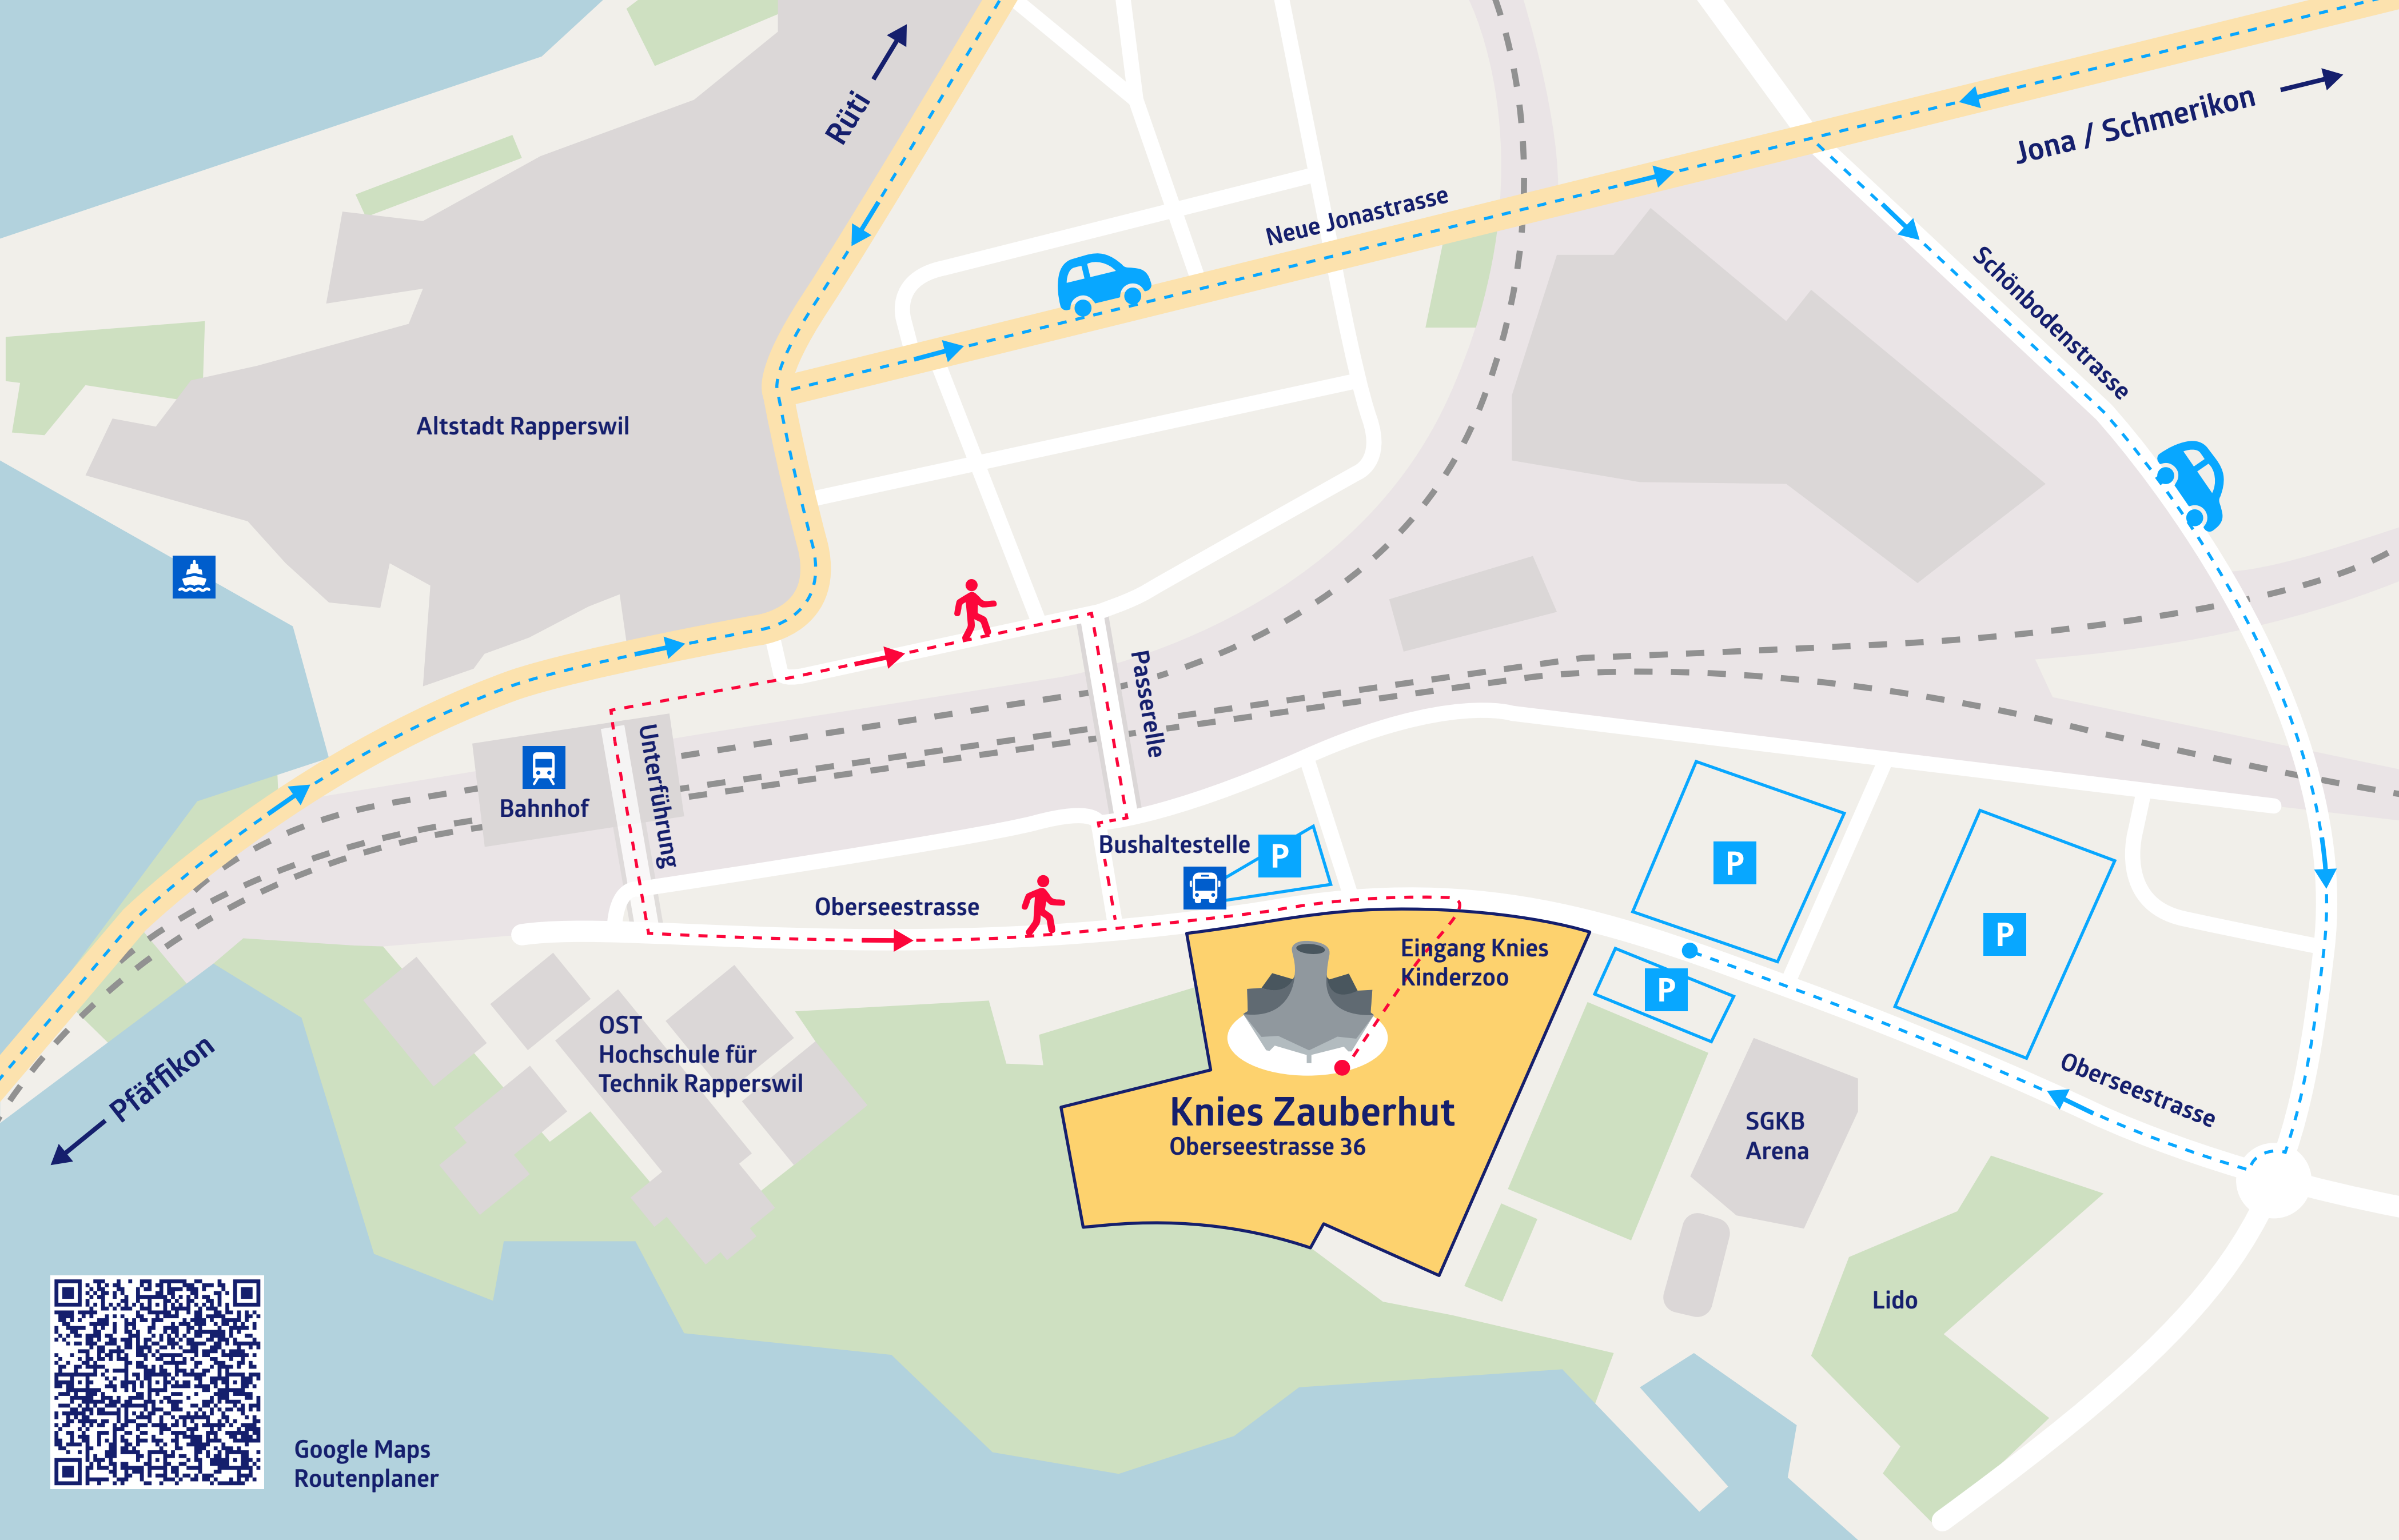 Rüti
Jona / Schmerikon
Neue Jonastrasse
Schönbodenstrasse
Altstadt Rapperswil
Passerelle
Unterführung
Bahnhof
Bushaltestelle
P
P
P
P
Oberseestrasse
Eingang Knies
Kinderzoo
OST
Hochschule für
Technik Rapperswil
Pfäffikon
Knies Zauberhut
Oberseestrasse 36
Oberseestrasse
SGKB
Arena
Lido
Google Maps
Routenplaner